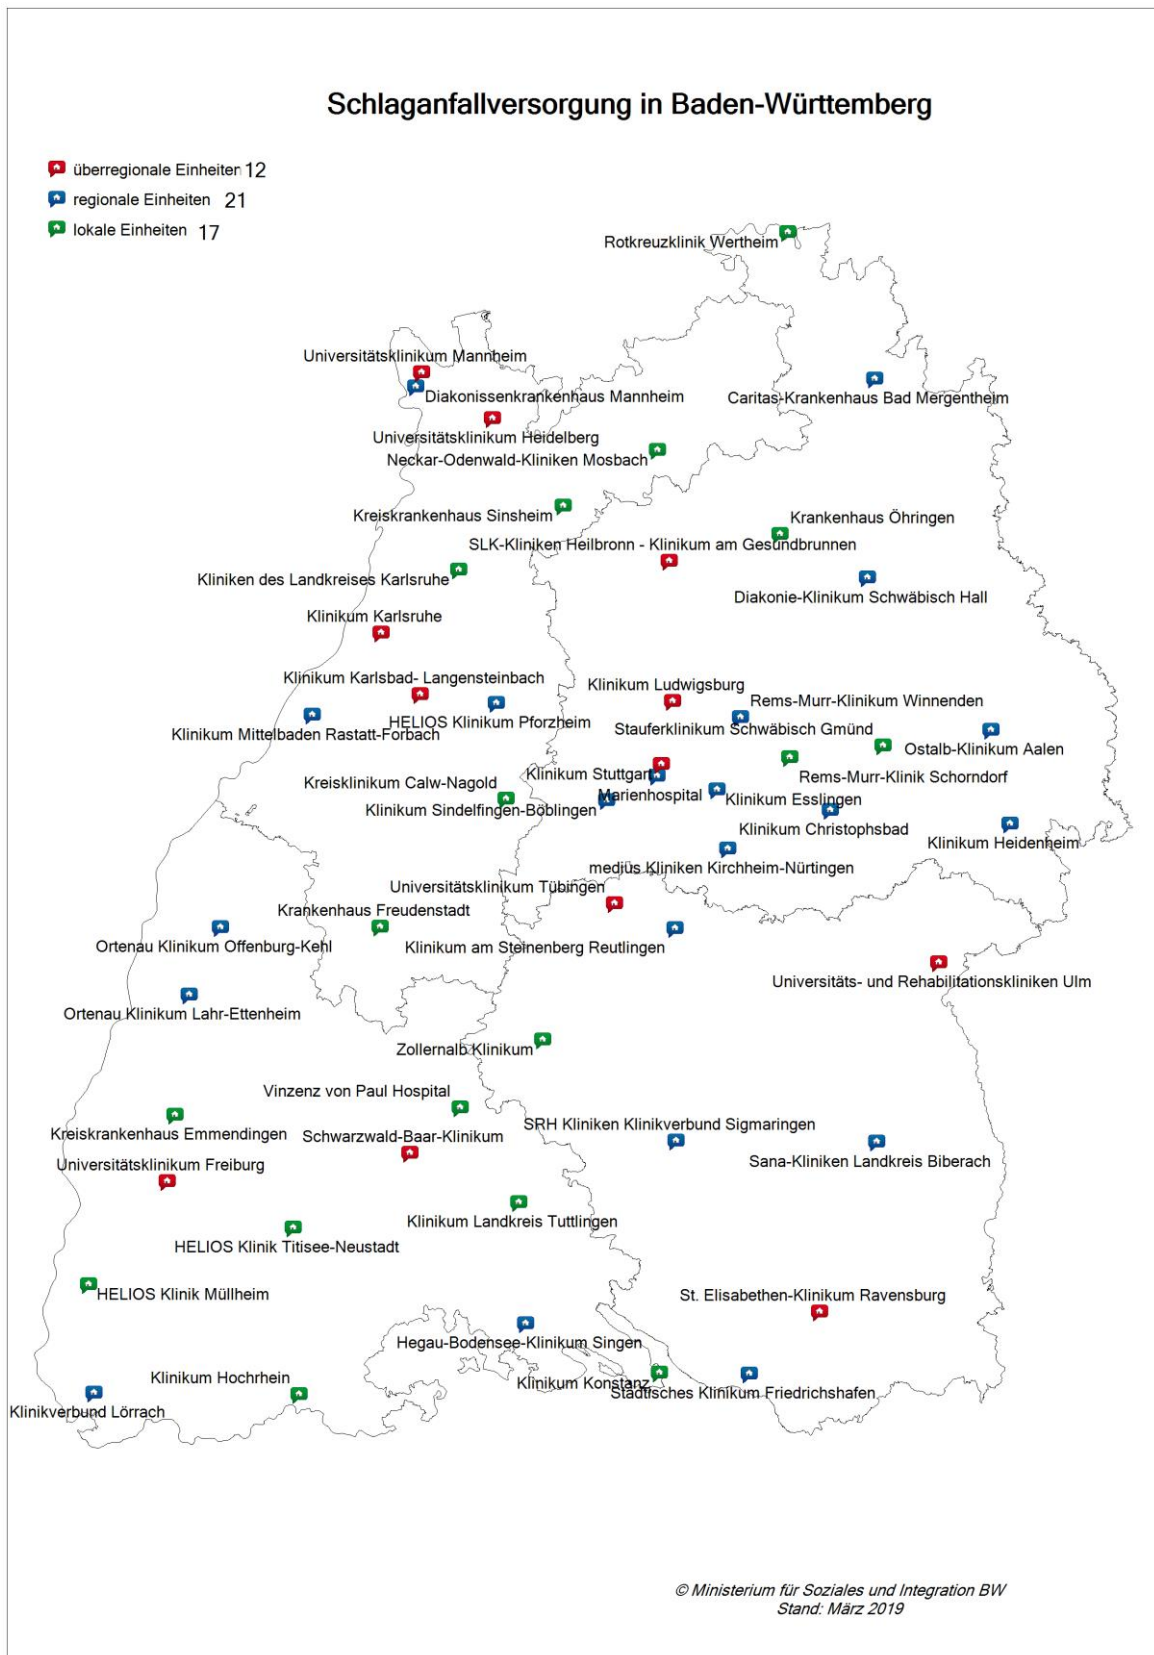 Schlaganfallversorgung in Baden-Württemberg
überregionale Einheiten 12
regionale Einheiten 21
lokale Einheiten 17
Rotkreuzklinik Wertheim
Universitätsklinikum Mannheim
Diakonissenkrankenhaus Mannheim
Caritas-Krankenhaus Bad Mergentheim
Universitätsklinikum Heidelberg
Neckar-Odenwald-Kliniken Mosbach
Kreiskrankenhaus Sinsheim
Krankenhaus Öhringen
SLK-Kliniken Heilbronn - Klinikum am Gesundbrunnen
Kliniken des Landkreises Karlsruhe
Diakonie-Klinikum Schwäbisch Hall
Klinikum Karlsruhe
Klinikum Karlsbad- Langensteinbach
Klinikum Ludwigsburg
Rems-Murr-Klinikum Winnenden
HELIOS Klinikum Pforzheim
Stauferklinikum Schwäbisch Gmünd
Klinikum Mittelbaden Rastatt-Forbach
Ostalb-Klinikum Aalen
Klinikum Stuttgart
Rems-Murr-Klinik Schorndorf
Kreisklinikum Calw-Nagold
Marienhospital
Klinikum Esslingen
Klinikum Sindelfingen-Böblingen
Klinikum Christophsbad
Klinikum Heidenheim
medius Kliniken Kirchheim-Nürtingen
Universitätsklinikum Tübingen
Krankenhaus Freudenstadt
Ortenau Klinikum Offenburg-Kehl
Klinikum am Steinenberg Reutlingen
Universitäts- und Rehabilitationskliniken Ulm
Ortenau Klinikum Lahr-Ettenheim
Zollernalb Klinikum
Vinzenz von Paul Hospital
SRH Kliniken Klinikverbund Sigmaringen
Kreiskrankenhaus Emmendingen
Schwarzwald-Baar-Klinikum
Sana-Kliniken Landkreis Biberach
Universitätsklinikum Freiburg
Klinikum Landkreis Tuttlingen
HELIOS Klinik Titisee-Neustadt
HELIOS Klinik Müllheim
St. Elisabethen-Klinikum Ravensburg
Hegau-Bodensee-Klinikum Singen
Klinikum Hochrhein
Klinikum Konstanz
Städtisches Klinikum Friedrichshafen
Klinikverbund Lörrach
© Ministerium für Soziales und Integration BW
Stand: März 2019